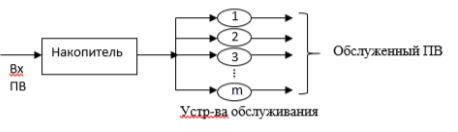 Накопитель
Вх
ПВ
1
2
3
⋮
m
Устр-ва обслуживания
Обслуженный ПВ